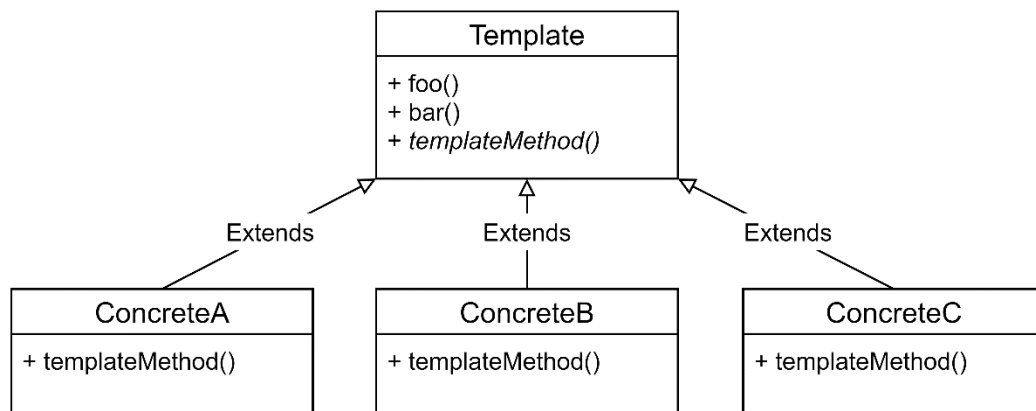 Template
+ foo()
+ bar()
+ templateMethod()
Extends
Extends
Extends
ConcreteA
+ templateMethod()
ConcreteB
+ templateMethod()
ConcreteC
+ templateMethod()